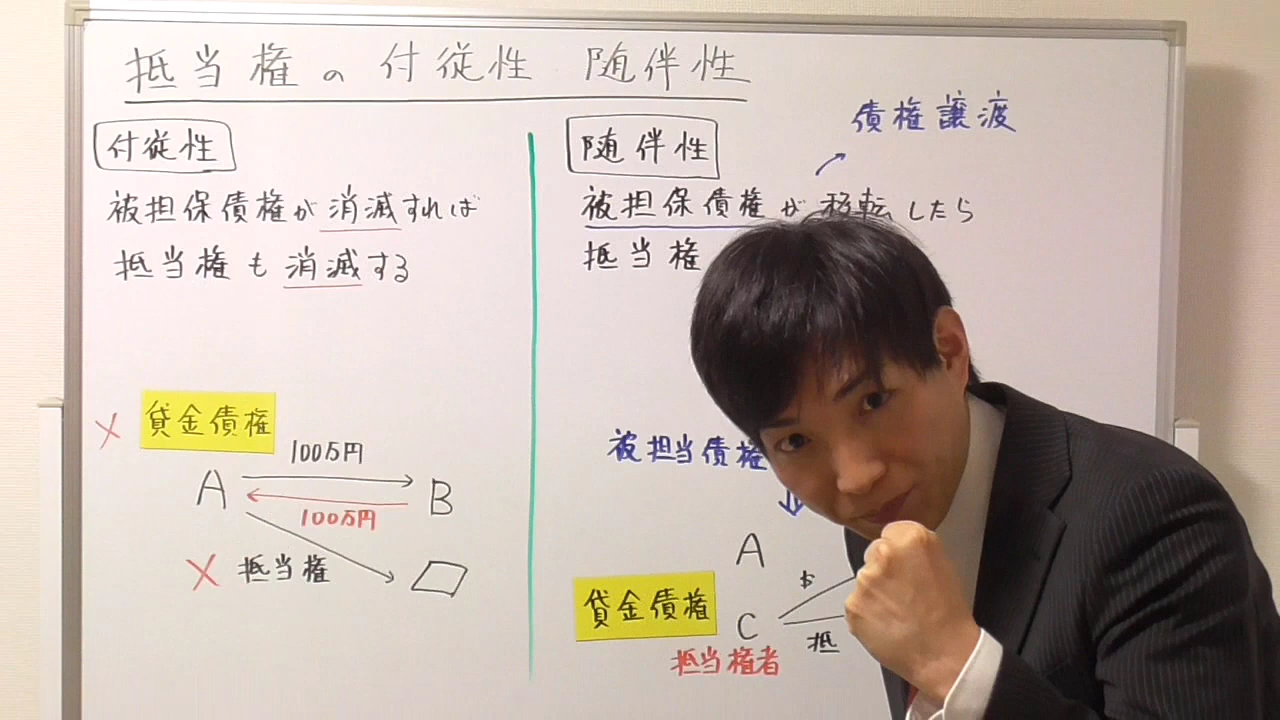 抵当権の付従性 随伴性
付従性
被担保債権が消滅すれば
抵当権も消滅する
×
貸金債権
100万円
A
B
100万円
× 抵当権
債権譲渡
随伴性
被担保債権が移転したら
抵当権
被担当債権
A
貸金債権
C
抵
抵当権者